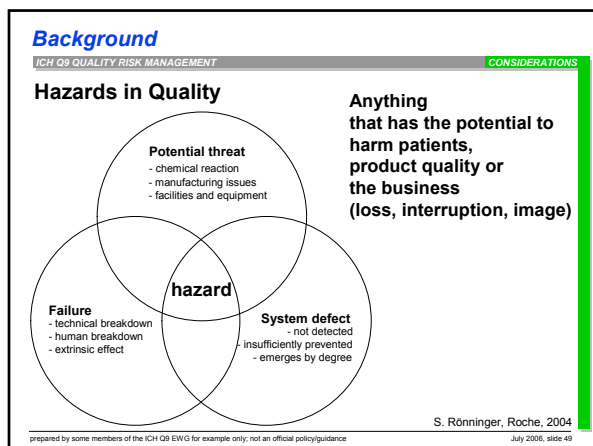 Background
ICH Q9 QUALITY RISK MANAGEMENT
CONSIDERATIONS
Hazards in Quality
Anything
that has the potential to
harm patients,
product quality or
the business
(loss, interruption, image)
Potential threat
- chemical reaction
- manufacturing issues
- facilities and equipment
hazard
Failure
- technical breakdown
- human breakdown
- extrinsic effect
System defect
- not detected
- insufficiently prevented
- emerges by degree
S. Rönninger, Roche, 2004
prepared by some members of the ICH Q9 EWG for example only; not an official policy/guidance
July 2006, slide 49